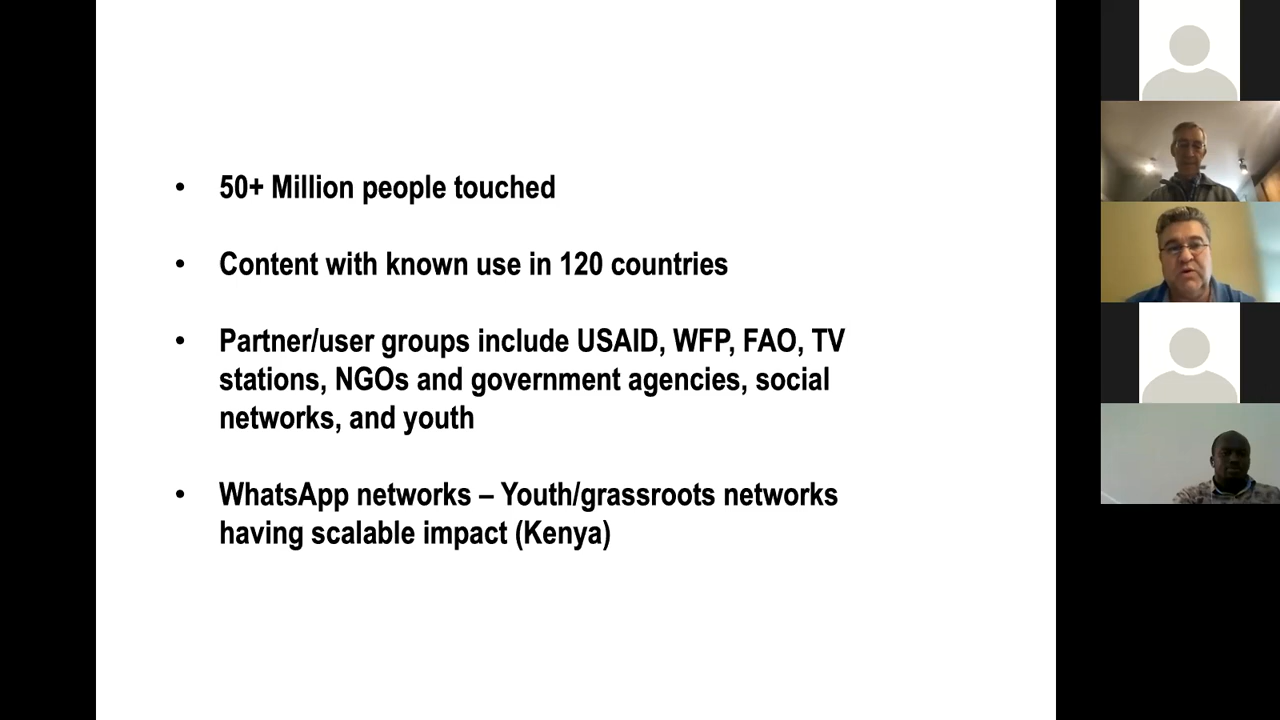 • 50+ Million people touched
• Content with known use in 120 countries
• Partner/user groups include USAID, WFP, FAO, TV
stations, NGOs and government agencies, social
networks, and youth
• WhatsApp networks – Youth/grassroots networks
having scalable impact (Kenya)